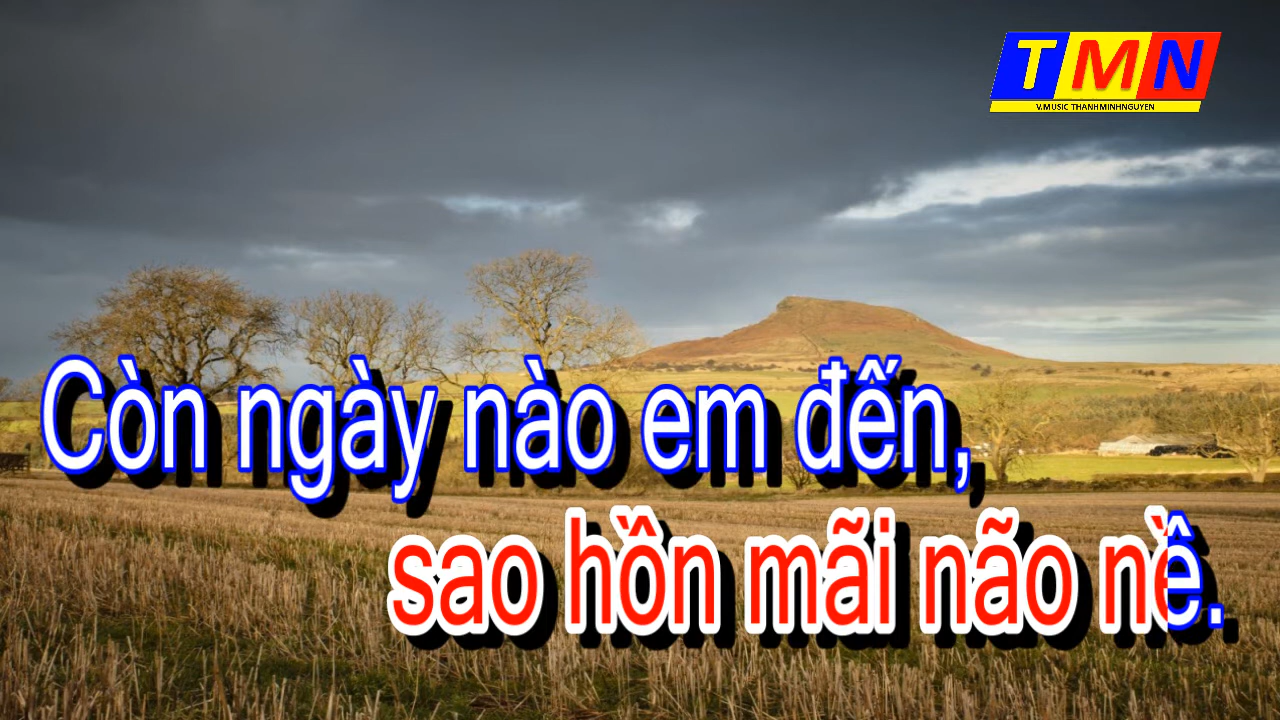 TMN
V.MUSIC THANHMINHNGUYEN
Còn ngày nào em đến,
sao hồn mãi não nề.